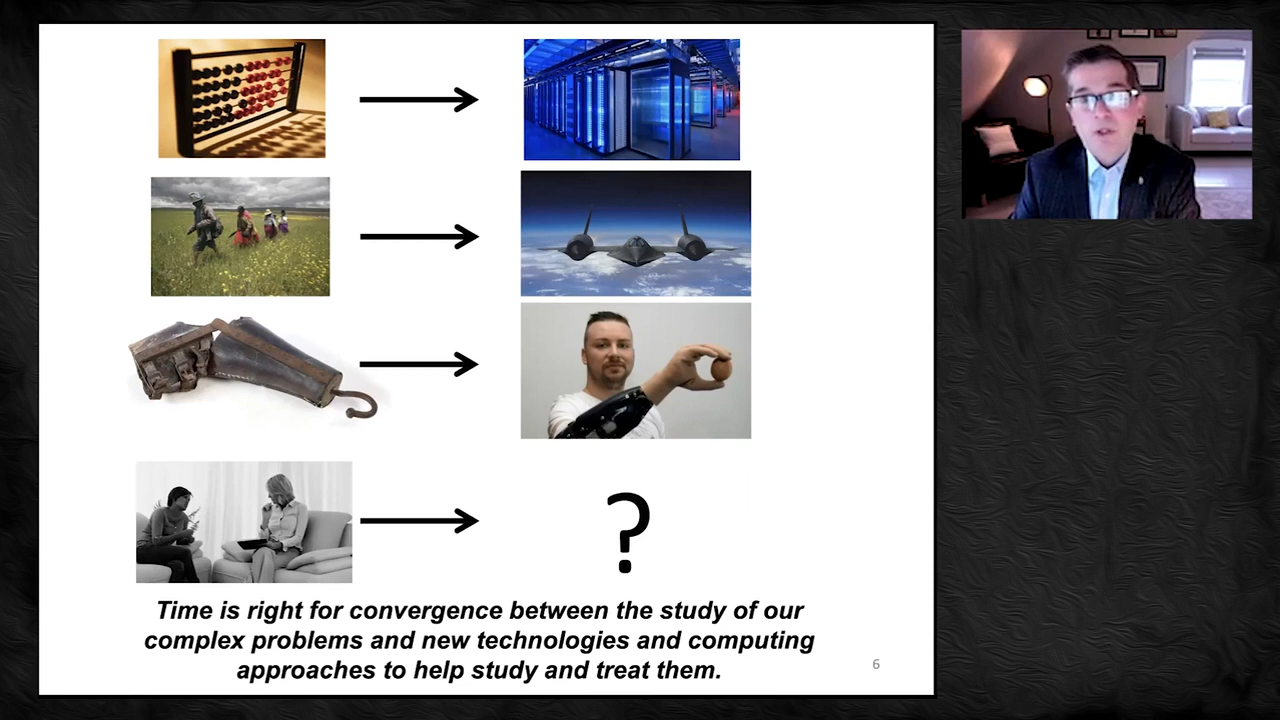 ?
Time is right for convergence between the study of our
complex problems and new technologies and computing
approaches to help study and treat them.
6